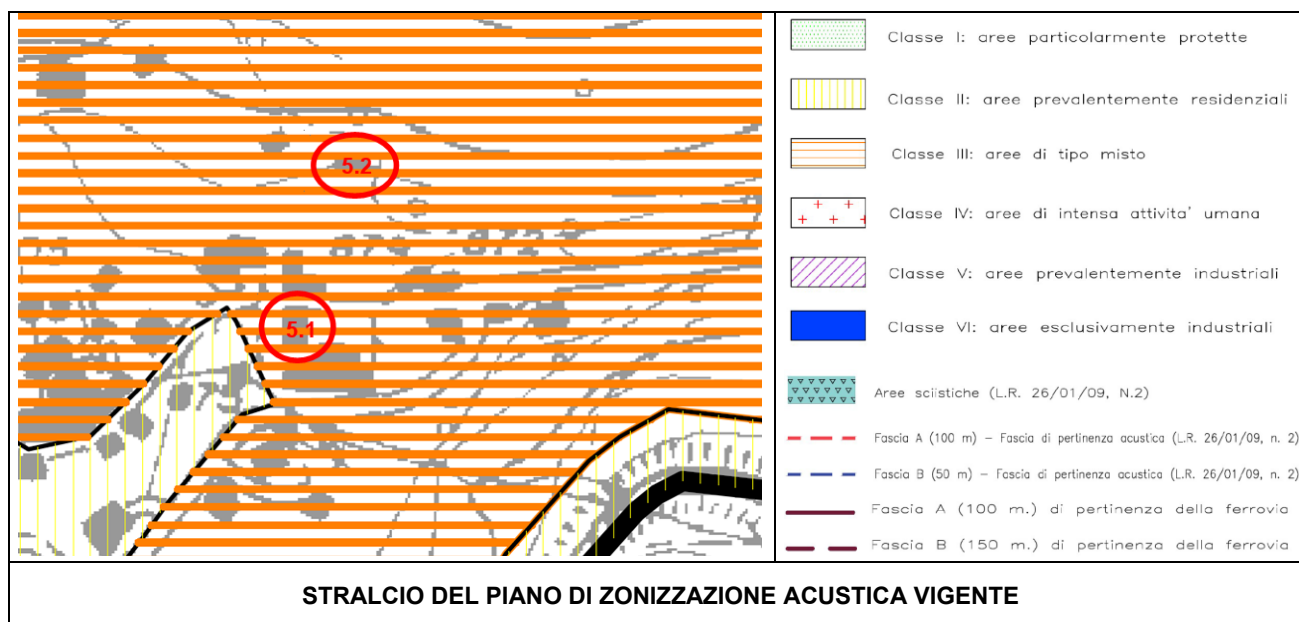 5.2
871
872
5.1
Classe I: aree particolarmente protette
Classe II: aree prevalentemente residenziali
Classe III: aree di tipo misto
Classe IV: aree di intensa attivita' umana
Classe V: aree prevalentemente industriali
Classe VI: aree esclusivamente industriali
Aree sciistiche (L.R. 26/01/09, N.2)
Fascia A (100 m) – Fascia di pertinenza acustica (L.R. 26/01/09, n. 2)
Fascia B (50 m) – Fascia di pertinenza acustica (L.R. 26/01/09, n. 2)
Fascia A (100 m.) di pertinenza della ferrovia
Fascia B (150 m.) di pertinenza della ferrovia
STRALCIO DEL PIANO DI ZONIZZAZIONE ACUSTICA VIGENTE